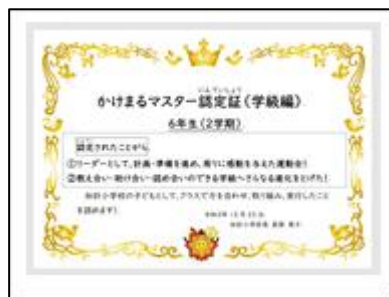 かけまるマスター認定証(学級編)
6年生(2学期)
認定されたことがら
①リーダーとして、計画・準備を進め、周りに感動を与えた運動会!
②教え合い・助け合い・認め合いのできる学級へさらなる進化をとげた!
小学校の子どもとして、クラスで力を合わせ、取り組み、実行したこと
を認めます!